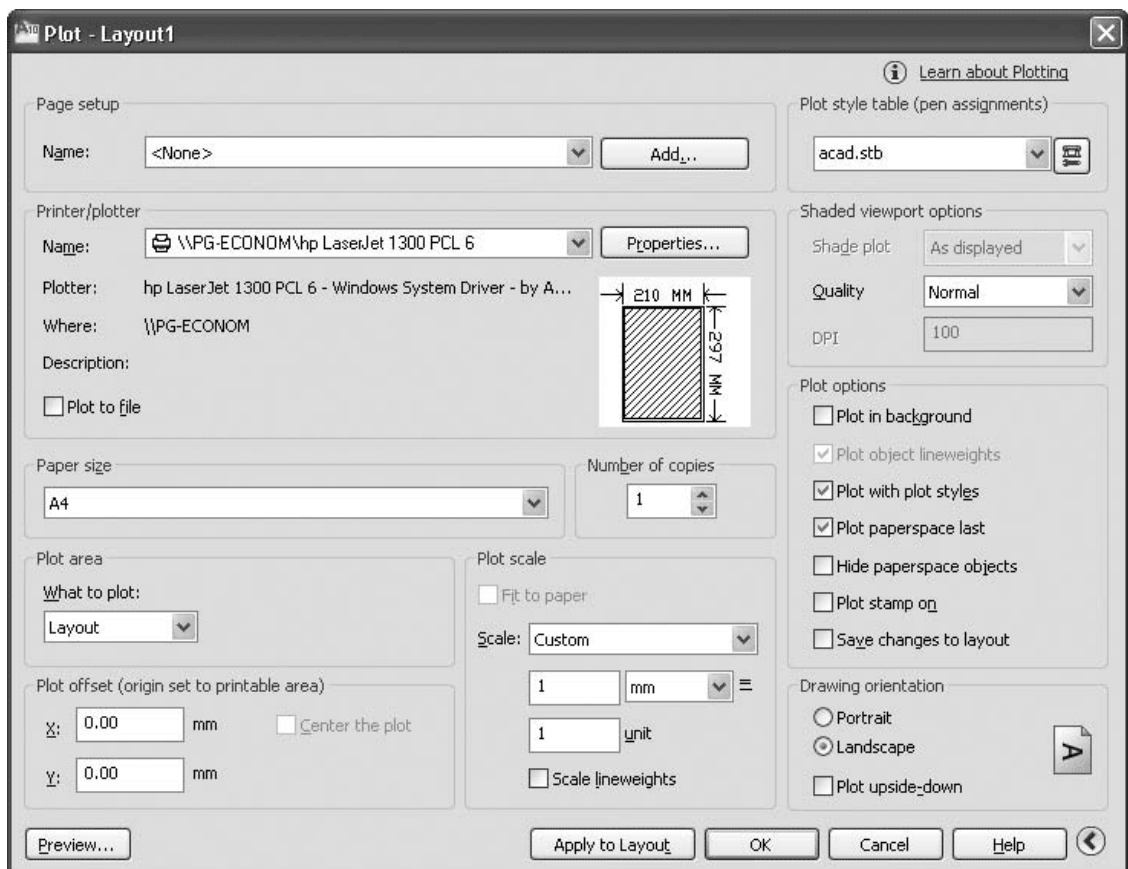 Plot - Layout1
Learn about Plotting
Page setup
Name:
<None>
Add...
Printer/plotter
Name:
\\PG-ECONOM\hp LaserJet 1300 PCL 6
Properties...
Plotter:
hp LaserJet 1300 PCL 6 - Windows System Driver - by A...
Where:
\\PG-ECONOM
Description:
Plot to file
210 MM
297 MM
Paper size
A4
Number of copies
1
Plot area
What to plot:
Layout
Plot offset (origin set to printable area)
X:
0.00
mm
Center the plot
Y:
0.00
mm
Plot scale
Fit to paper
Scale:
Custom
1
mm
=
1
unit
Scale lineweights
Plot style table (pen assignments)
acad.stb
Shaded viewport options
Shade plot
As displayed
Quality
Normal
DPI
100
Plot options
Plot in background
Plot object lineweights
Plot with plot styles
Plot paperspace last
Hide paperspace objects
Plot stamp on
Save changes to layout
Drawing orientation
Portrait
Landscape
Plot upside-down
A
Preview...
Apply to Layout
OK
Cancel
Help